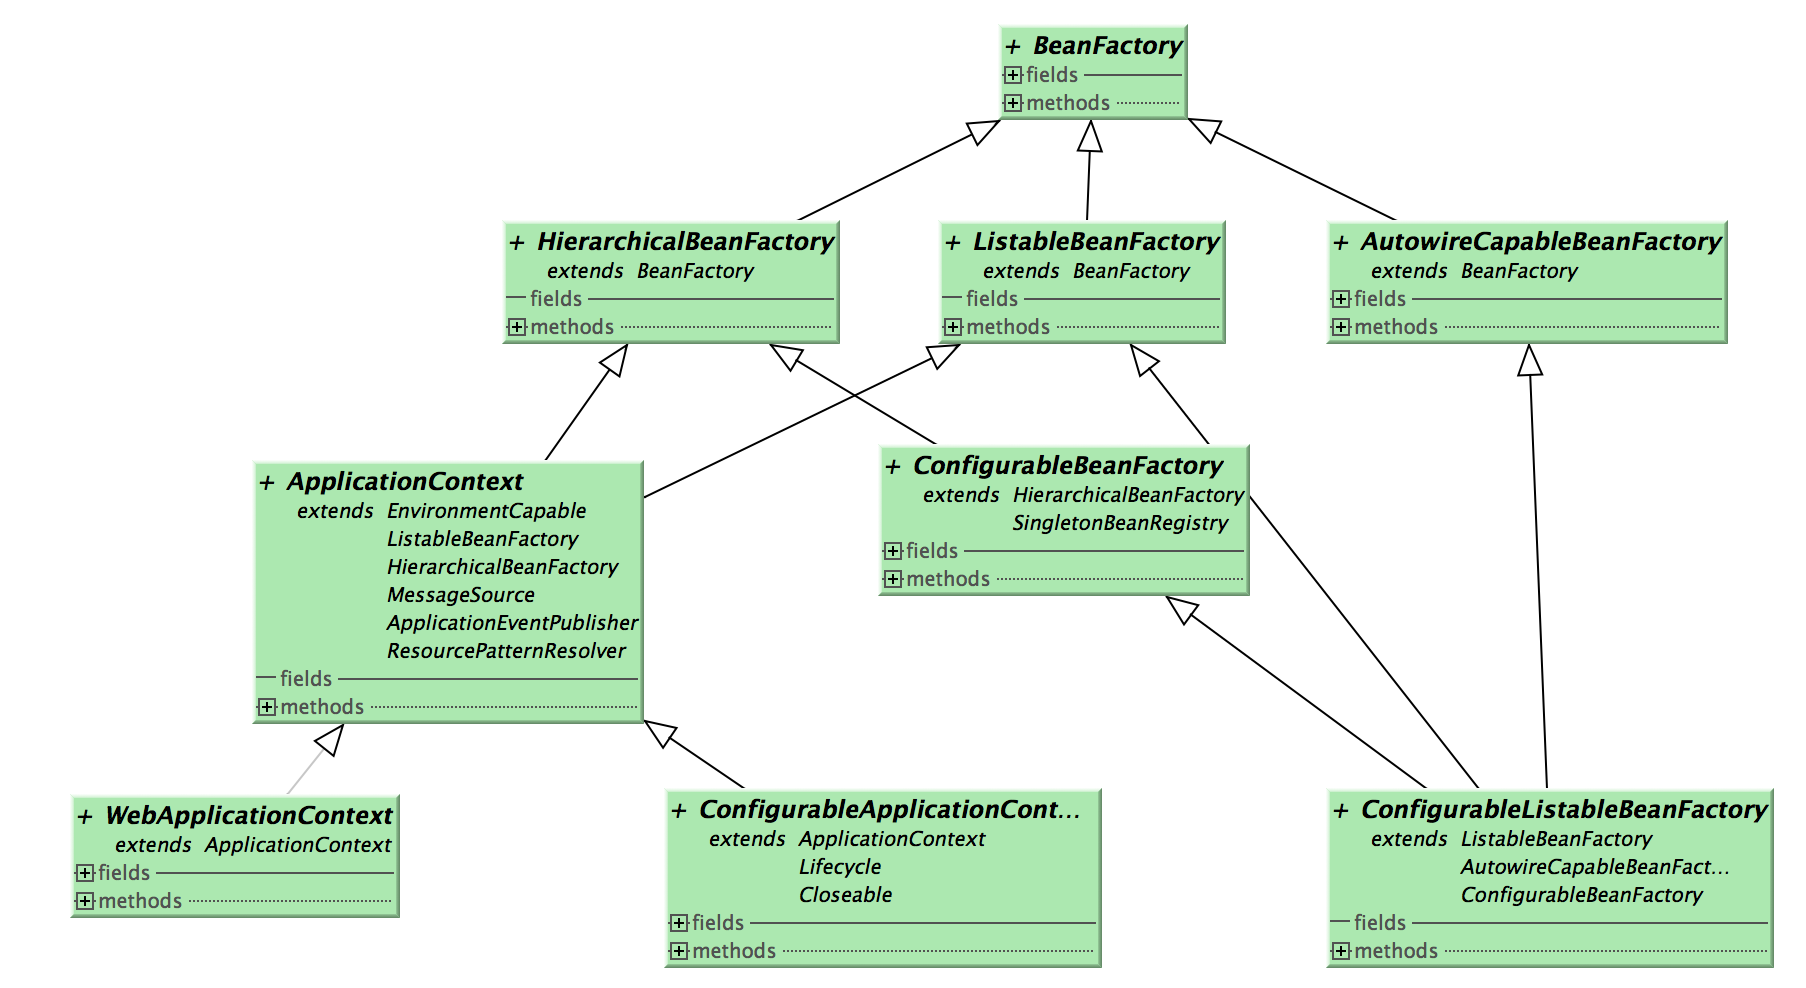 + BeanFactory
fields
methods
+ HierarchicalBeanFactory
extends BeanFactory
fields
methods
+ ListableBeanFactory
extends BeanFactory
fields
methods
+ AutowireCapableBeanFactory
extends BeanFactory
fields
methods
+ ApplicationContext
extends EnvironmentCapable
ListableBeanFactory
HierarchicalBeanFactory
MessageSource
ApplicationEventPublisher
ResourcePatternResolver
fields
methods
+ ConfigurableBeanFactory
extends HierarchicalBeanFactory
SingletonBeanRegistry
fields
methods
+ WebApplicationContext
extends ApplicationContext
fields
methods
+ ConfigurableApplicationCont...
extends ApplicationContext
Lifecycle
Closeable
fields
methods
+ ConfigurableListableBeanFactory
extends ListableBeanFactory
AutowireCapableBeanFact...
ConfigurableBeanFactory
fields
methods